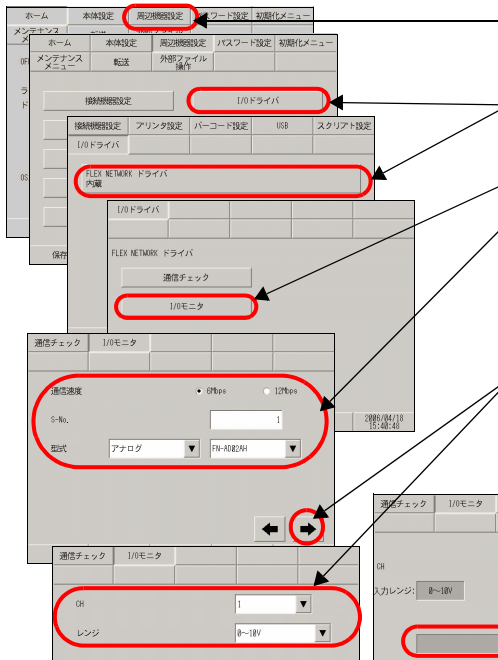 ホーム 本体設定 周辺機器設定 パスワード設定 初期化メニュー
メンテナンス
ホーム 本体設定 周辺機器設定 パスワード設定 初期化メニュー
メンテナンス
メニュー 転送 外部ファイル
操作
接続機器設定 I/Oドライバ
保存
接続機器設定 プリンタ設定 バーコード設定 USB スクリプト設定
I/Oドライバ
FLEX NETWORK ドライバ
内蔵
I/Oドライバ
FLEX NETWORK ドライバ
通信チェック
I/Oモニタ
2006/04/18
15:40:48
通信チェック I/Oモニタ
通信速度 6Mbps 12Mbps
S-No. 1
型式 アナログ FN-AD02AH
通信チェック I/Oモニタ
CH 1
レンジ 0～10V
通信チェック I/Oモニタ
CH
入力レンジ: 0～10V